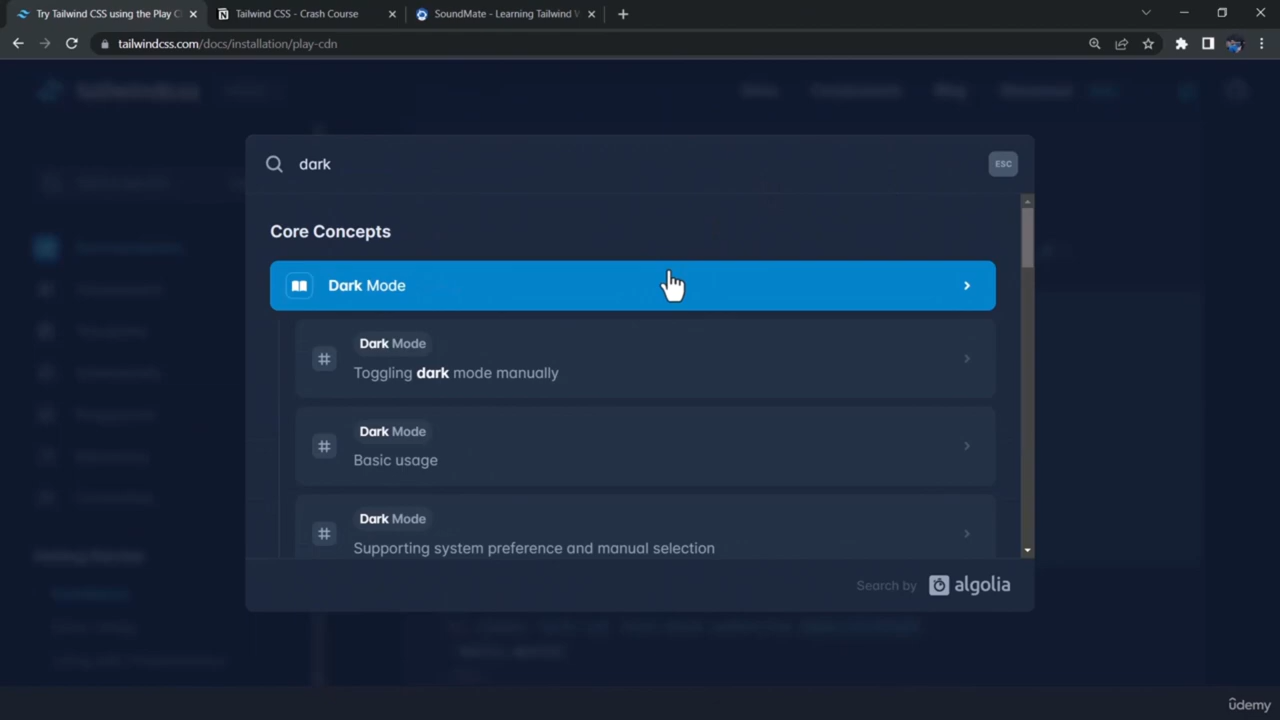 Try Tailwind CSS using the Play C
Tailwind CSS - Crash Course
SoundMate - Learning Tailwind V
tailwindcss.com/docs/installation/play-cdn
tailwindcss
dark
ESC
Core Concepts
Dark Mode
Dark Mode
Toggling dark mode manually
Dark Mode
Basic usage
Dark Mode
Supporting system preference and manual selection
Search by algolia
ûdemy